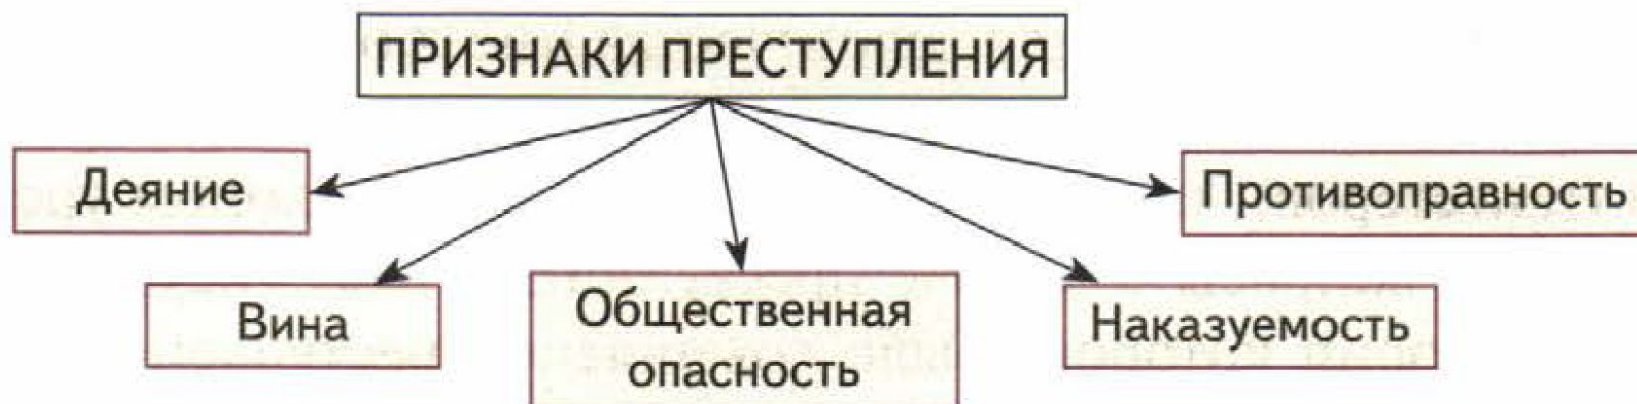 ПРИЗНАКИ ПРЕСТУПЛЕНИЯ
Деяние
Противоправность
Вина
Общественная
опасность
Наказуемость